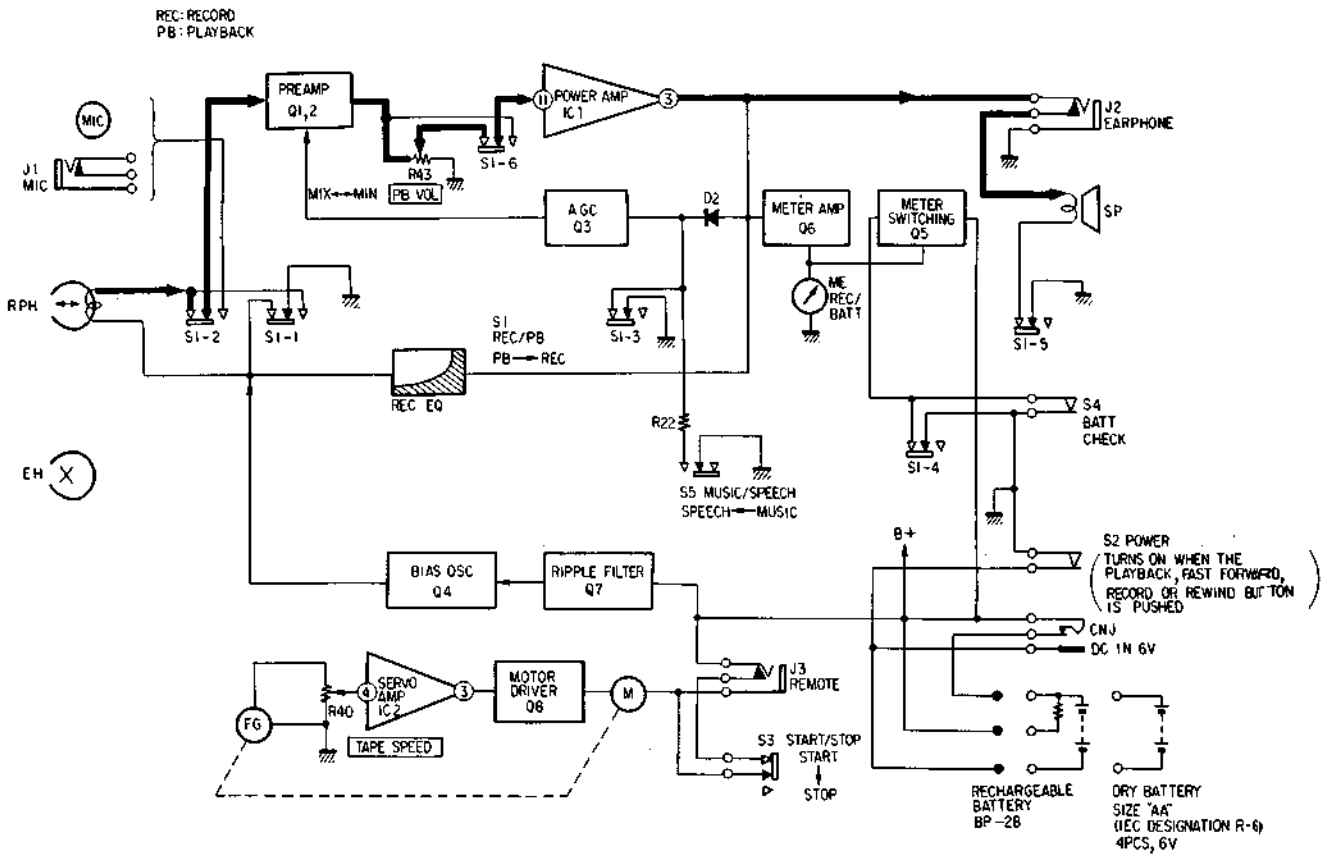 REC: RECORD
PB: PLAYBACK
PREAMP
Q1,2
MIC
J1
MIC
R43
PB VOL
MIX MIN
S1-6
11
POWER AMP
IC1
3
J2
EARPHONE
AGC
Q3
D2
METER AMP
Q6
METER
SWITCHING
Q5
SP
ME
REC/
BATT
RPH
S1-2
S1-1
S1
REC/PB
PB REC
S1-3
S1-5
REC EQ
R22
S4
BATT
CHECK
S1-4
EH
X
S5 MUSIC/SPEECH
SPEECH MUSIC
B+
S2 POWER
(TURNS ON WHEN THE
PLAYBACK, FAST FORWARD,
RECORD OR REWIND BUTTON
IS PUSHED)
BIAS OSC
Q4
RIPPLE FILTER
Q7
CNJ
DC IN 6V
FG
R40
4
SERVO
AMP
IC2
3
TAPE SPEED
MOTOR
DRIVER
Q8
M
J3
REMOTE
S3 START/STOP
START
STOP
RECHARGEABLE
BATTERY
BP-28
DRY BATTERY
SIZE "AA"
(IEC DESIGNATION R-6)
4PCS, 6V